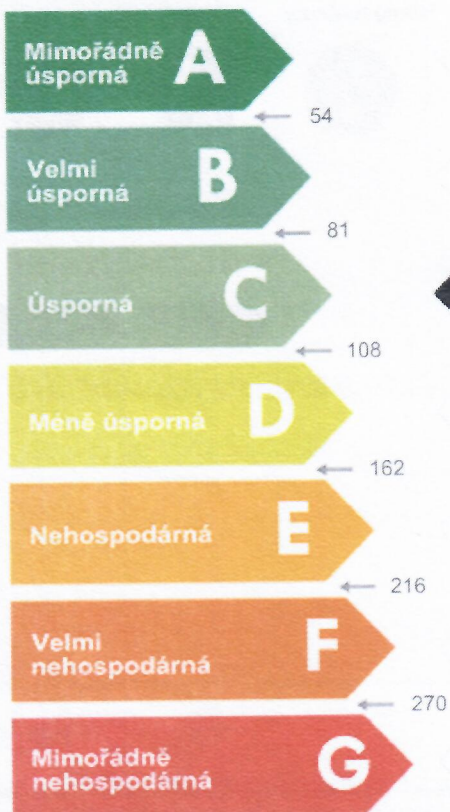 Mimořádně
úsporná
A
54
Velmi
úsporná
B
81
Úsporná
C
108
Méně úsporná
D
162
Nehospodárná
E
216
Velmi
nehospodárná
F
270
Mimořádně
nehospodárná
G